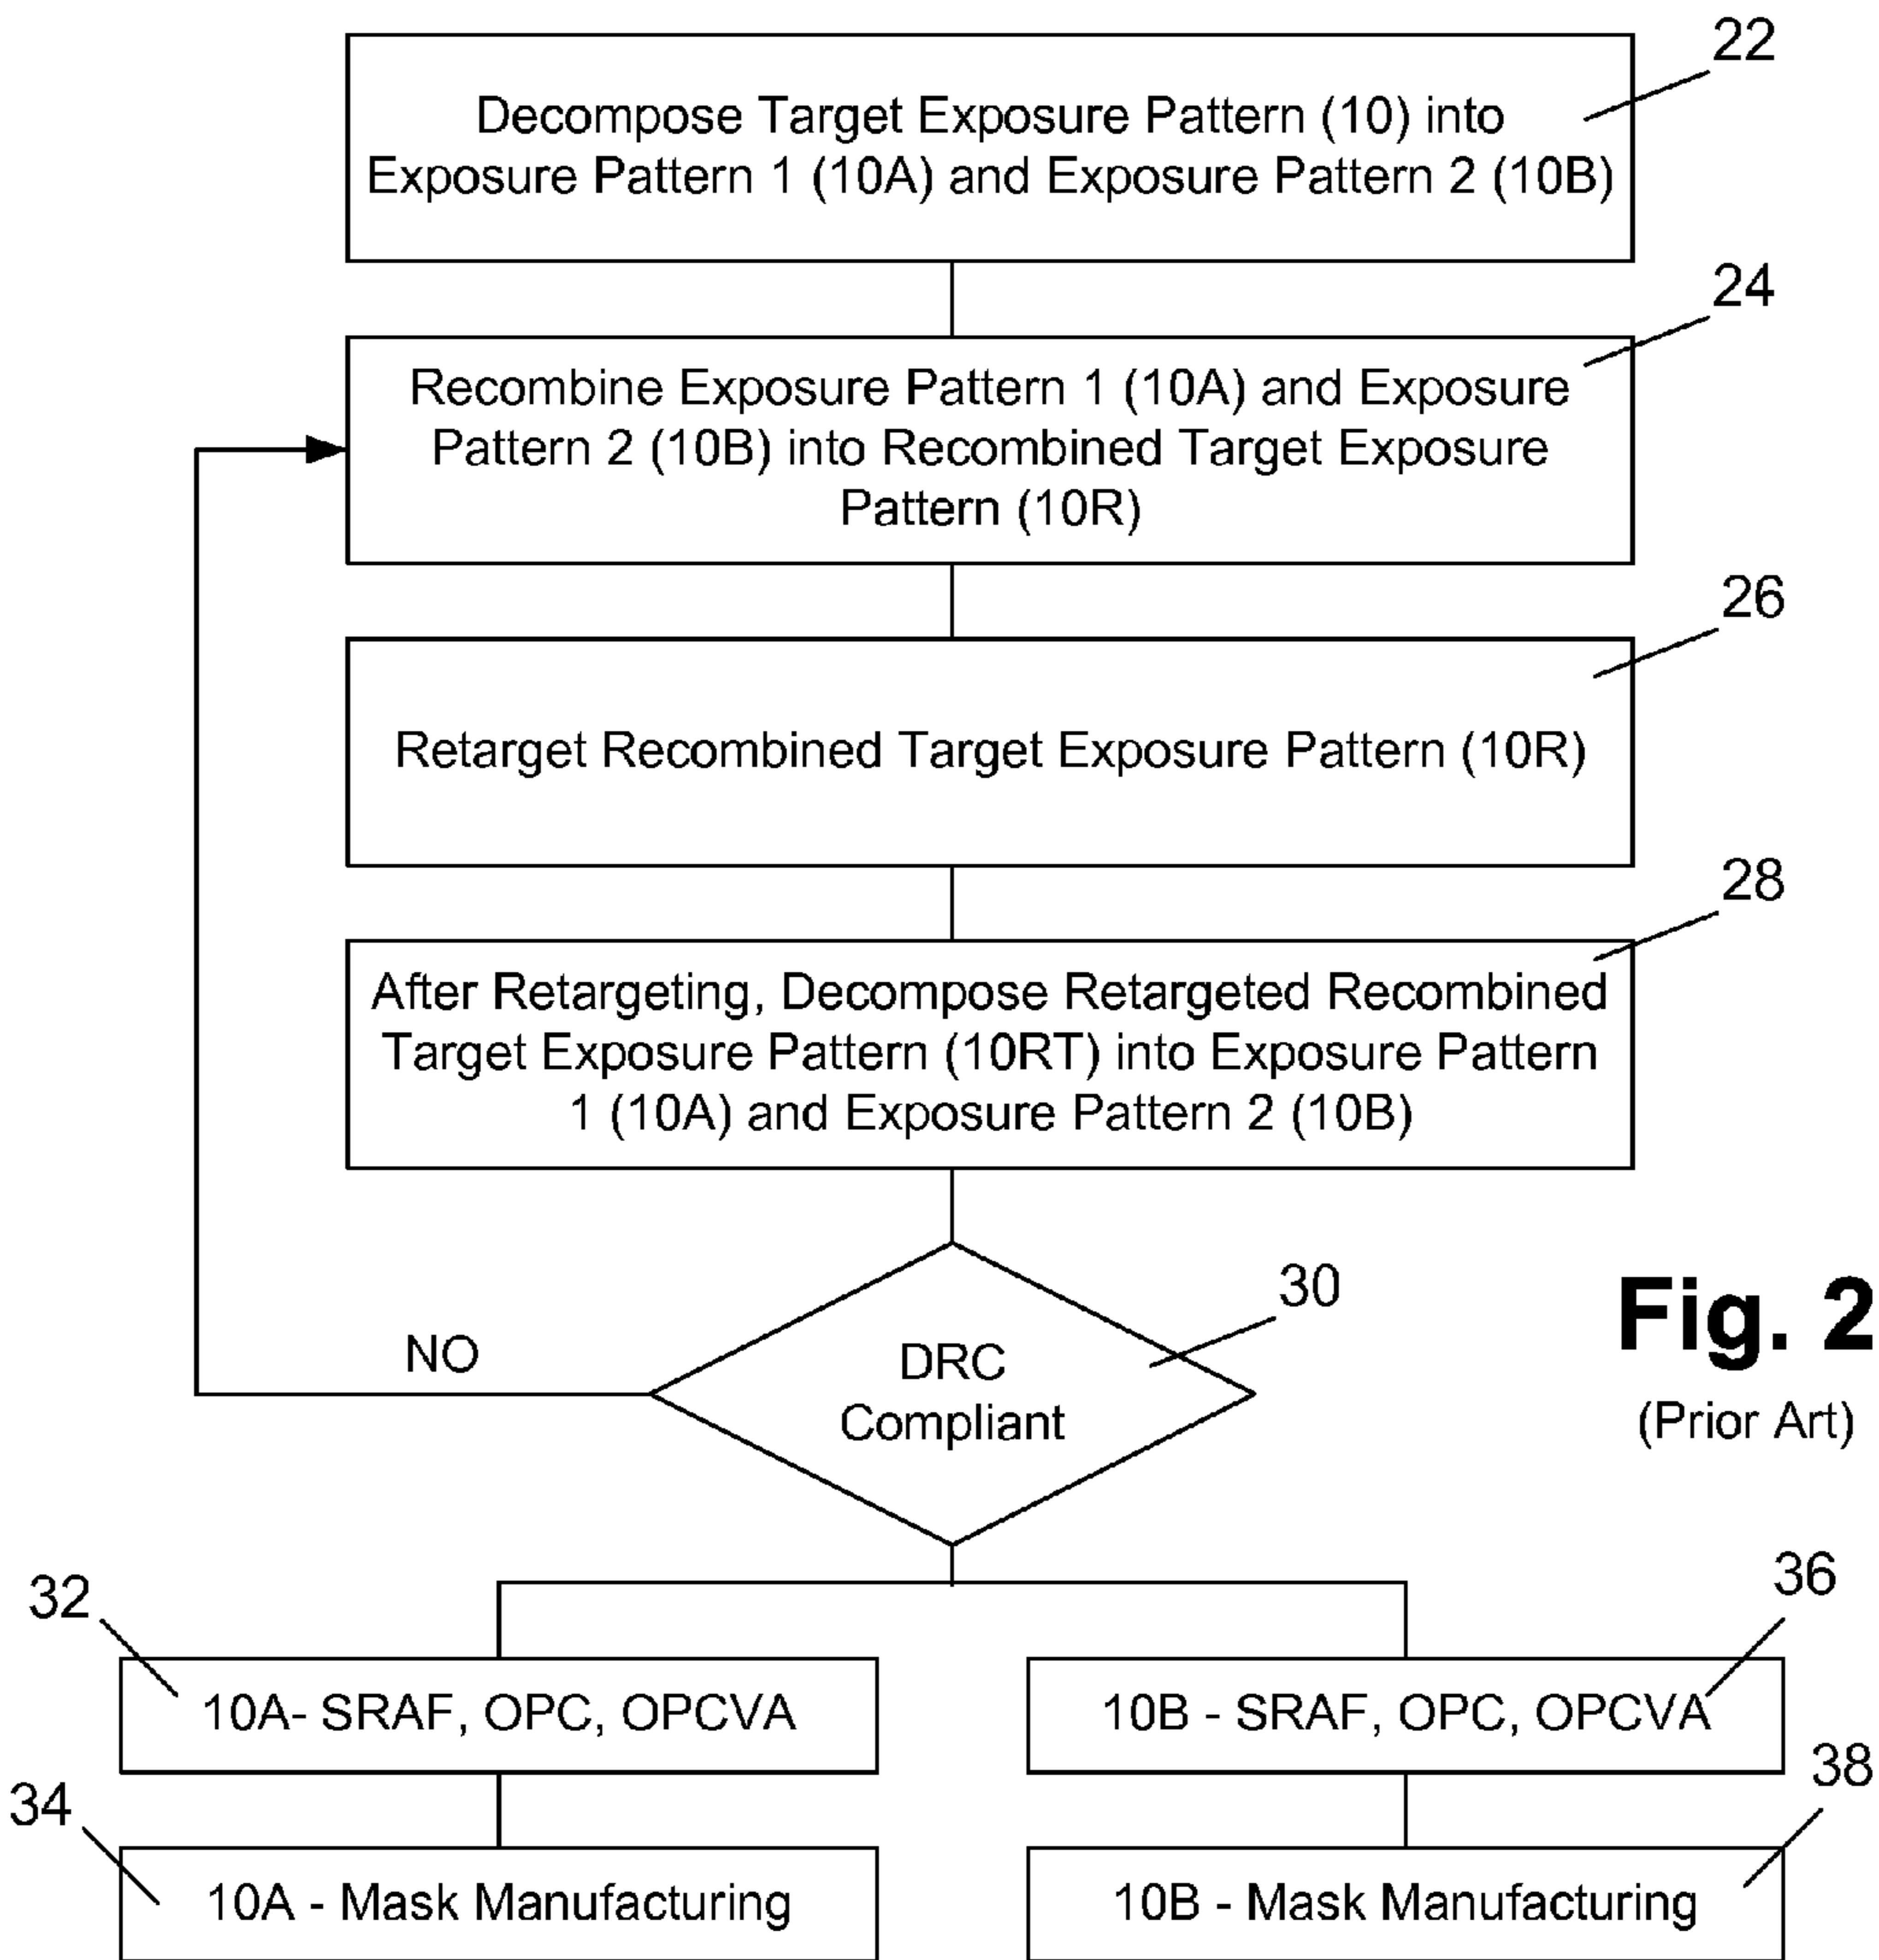 22
Decompose Target Exposure Pattern (10) into
Exposure Pattern 1 (10A) and Exposure Pattern 2 (10B)
24
Recombine Exposure Pattern 1 (10A) and Exposure
Pattern 2 (10B) into Recombined Target Exposure
Pattern (10R)
26
Retarget Recombined Target Exposure Pattern (10R)
28
After Retargeting, Decompose Retargeted Recombined
Target Exposure Pattern (10RT) into Exposure Pattern
1 (10A) and Exposure Pattern 2 (10B)
30
NO
DRC
Compliant
Fig. 2
(Prior Art)
32
10A- SRAF, OPC, OPCVA
36
10B - SRAF, OPC, OPCVA
34
10A - Mask Manufacturing
38
10B - Mask Manufacturing